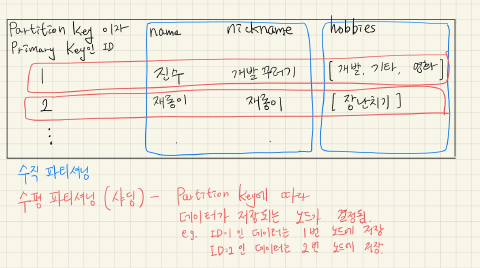 Partition Key 이자
Primary Key인 ID
name
nickname
hobbies
1
진수
개발꾸러기
[ 개발, 기타, 영화 ]
2
재롱이
재롱이
[ 장난치기 ]
수직 파티셔닝
수평 파티셔닝 (샤딩) - Partition Key에 따라
데이터가 저장되는 노드가 결정됨.
e.g. ID:1 인 데이터는 1번 노드에 저장
ID:2 인 데이터는 2번 노드에 저장.